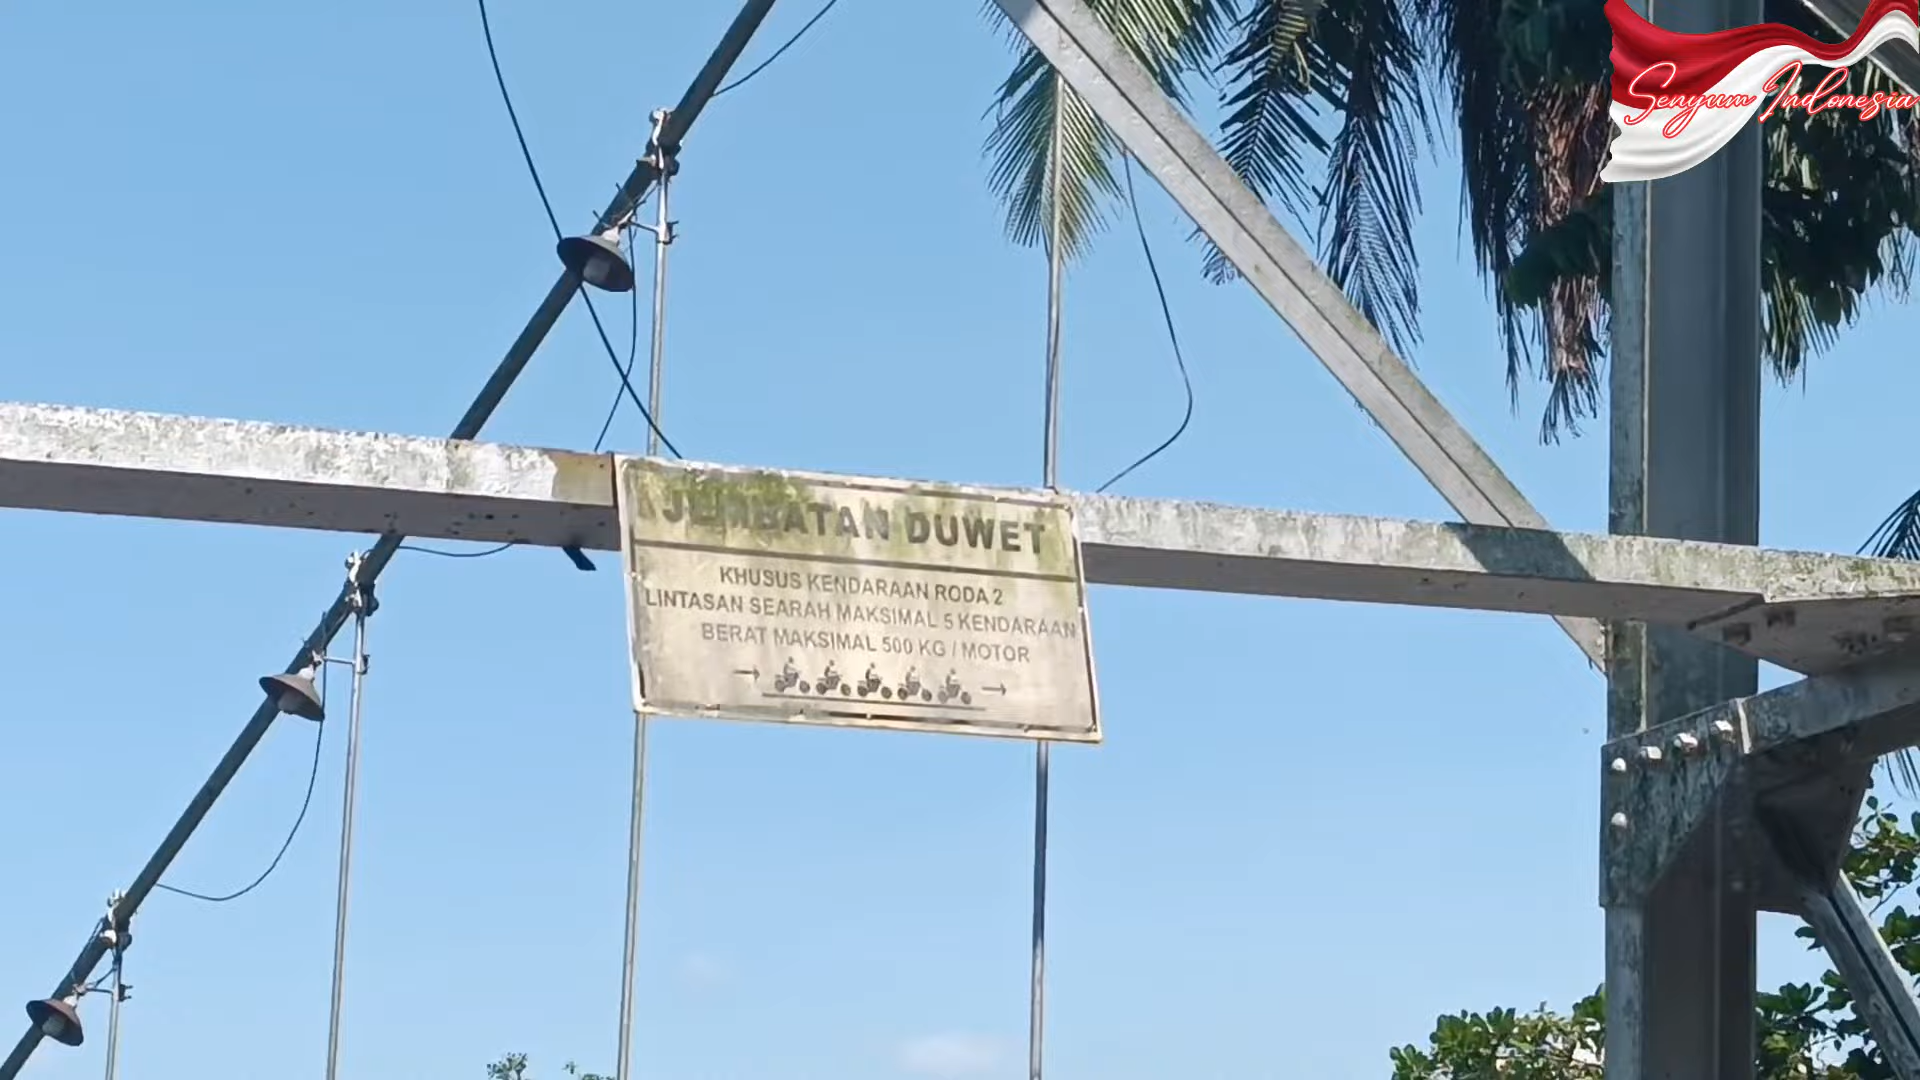 Senyum Indonesia
JEMBATAN DUWET
KHUSUS KENDARAAN RODA 2
LINTASAN SEARAH MAKSIMAL 5 KENDARAAN
BERAT MAKSIMAL 500 KG / MOTOR